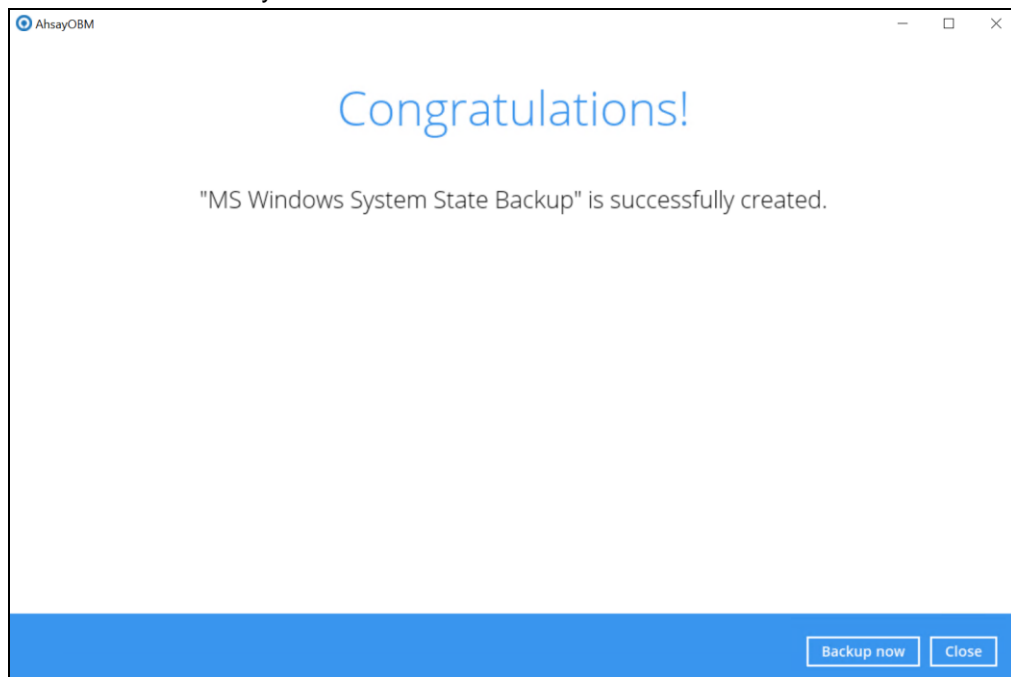 AhsayOBM
Congratulations!
"MS Windows System State Backup" is successfully created.
Backup now Close